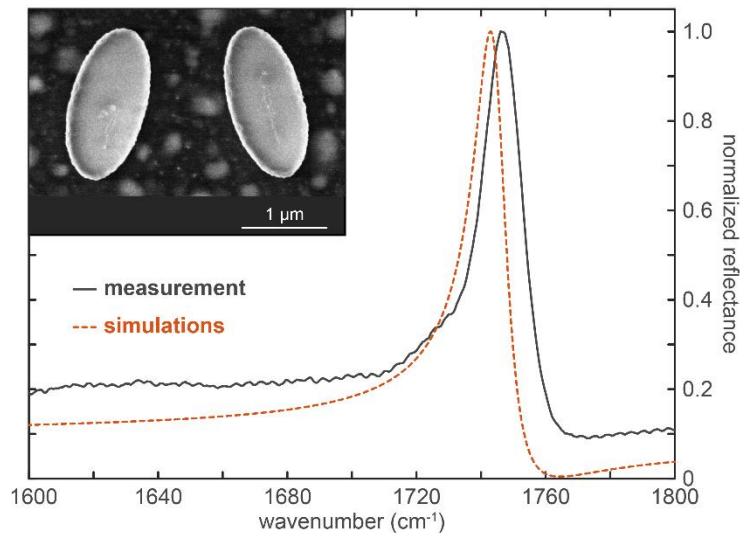 1 μm
measurement
simulations
1.0
0.8
0.6
0.4
0.2
0
normalized reflectance
1600
1640
1680
1720
1760
1800
wavenumber (cm⁻¹)